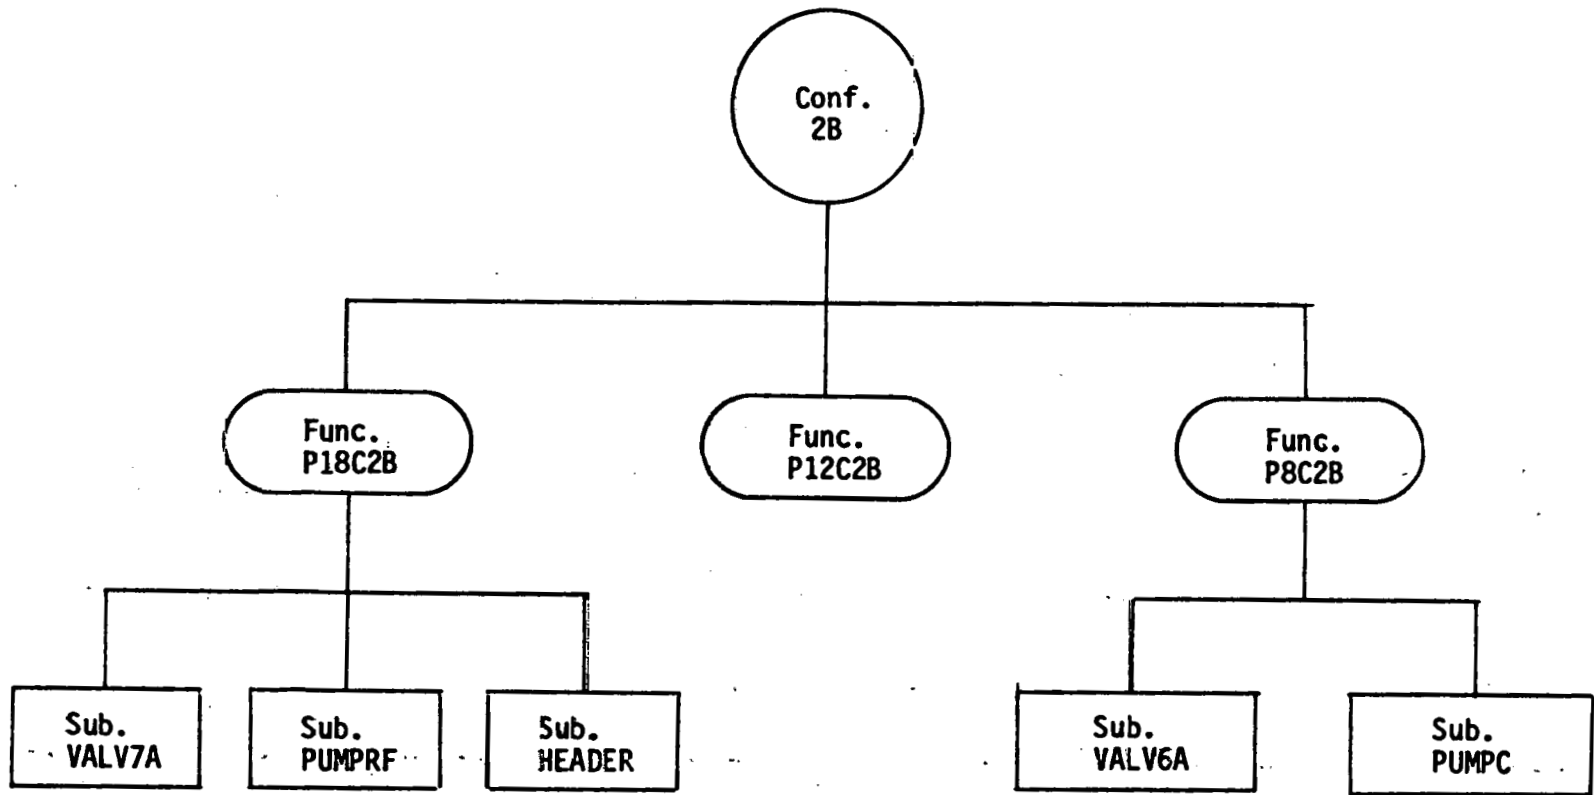 Conf.
2B
Func.
P18C2B
Func.
P12C2B
Func.
P8C2B
Sub.
VALV7A
Sub.
PUMPRF
Sub.
HEADER
Sub.
VALV6A
Sub.
PUMPC